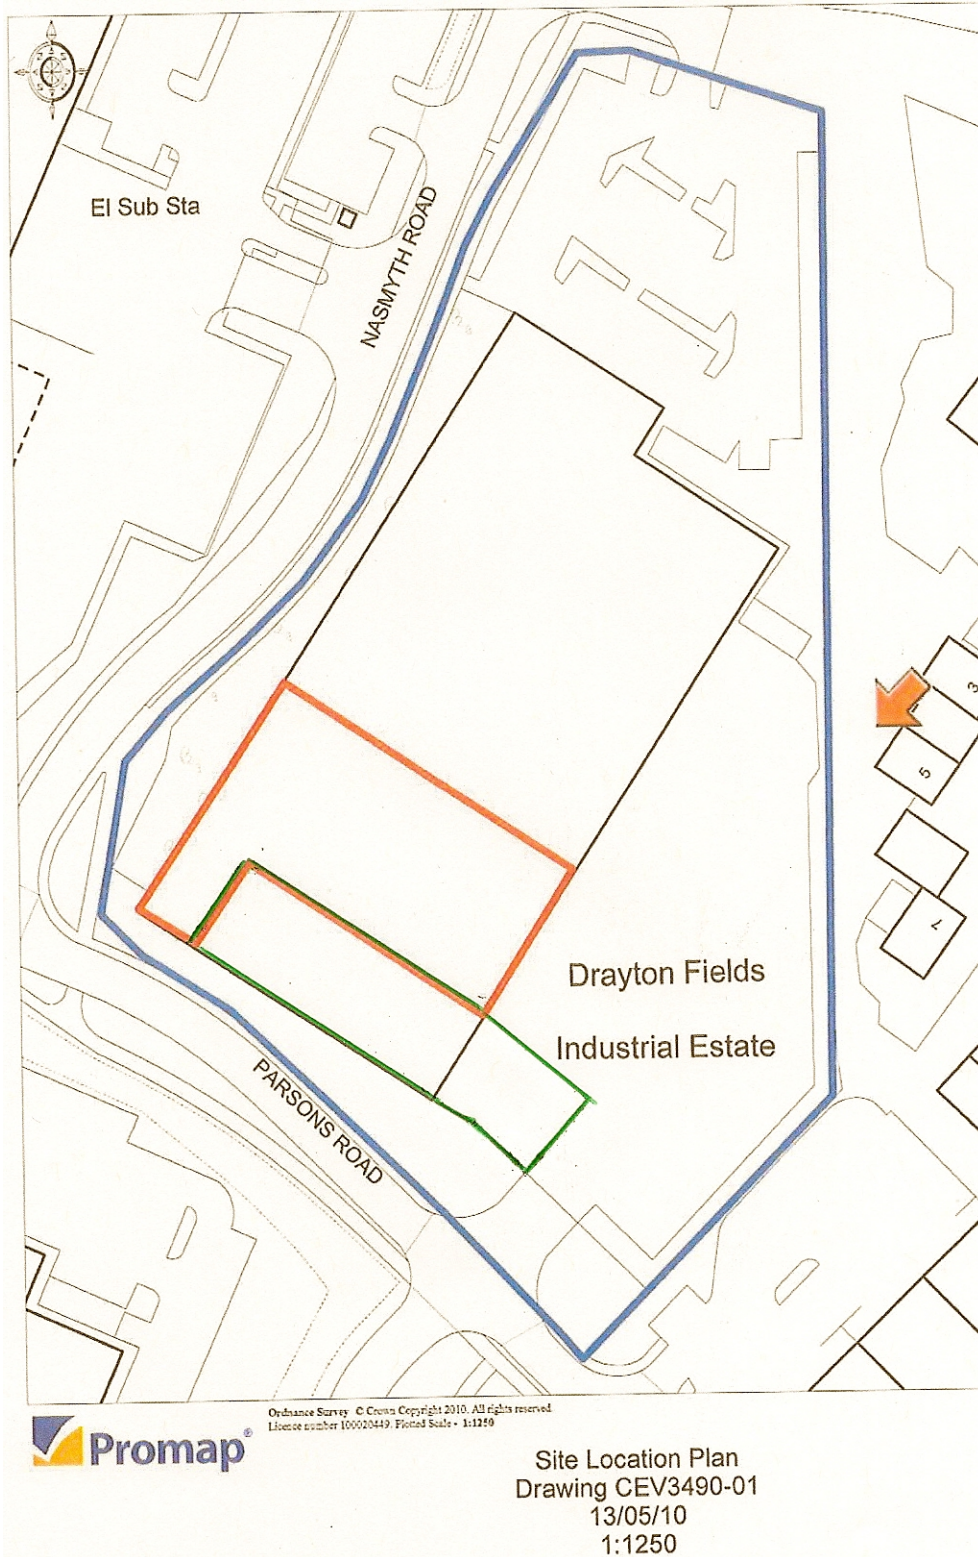 El Sub Sta
NASMYTH ROAD
3
1
5
7
Drayton Fields
Industrial Estate
PARSONS ROAD
Promap®
Ordnance Survey © Crown Copyright 2010. All rights reserved.
Licence number 100020449. Plotted Scale - 1:1250
Site Location Plan
Drawing CEV3490-01
13/05/10
1:1250